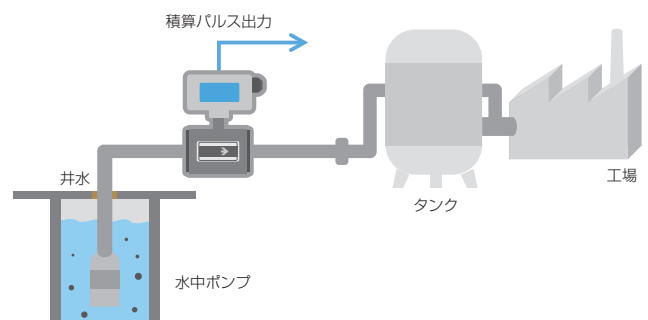 積算パルス出力
井水
タンク
工場
水中ポンプ